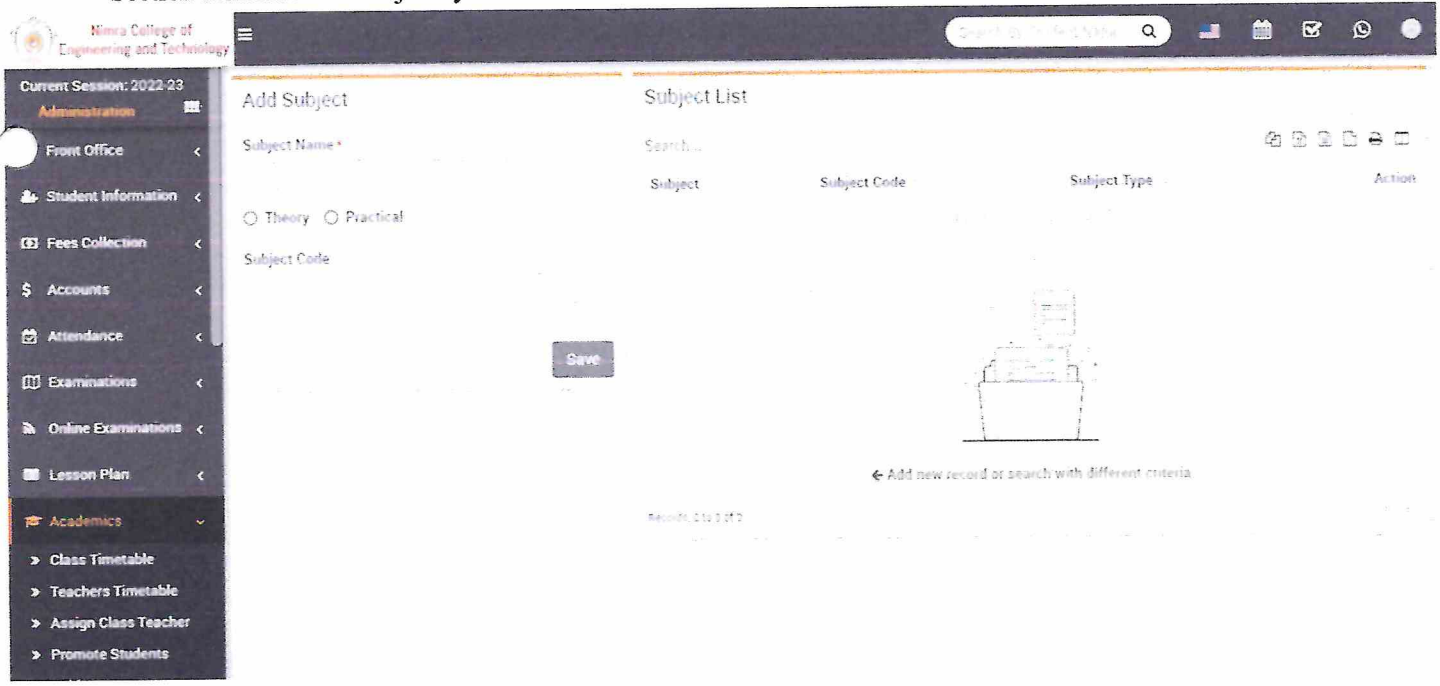 Nimra College of
Engineering and Technology
Current Session: 2022-23
Administration
Front Office
Student Information
Fees Collection
$ Accounts
Attendance
Examinations
Online Examinations
Lesson Plan
Academics
» Class Timetable
» Teachers Timetable
» Assign Class Teacher
» Promote Students
Add Subject
Subject Name *
Theory
Practical
Subject Code
Save
Subject List
Search...
Subject
Subject Code
Subject Type
Action
← Add new record or search with different criteria